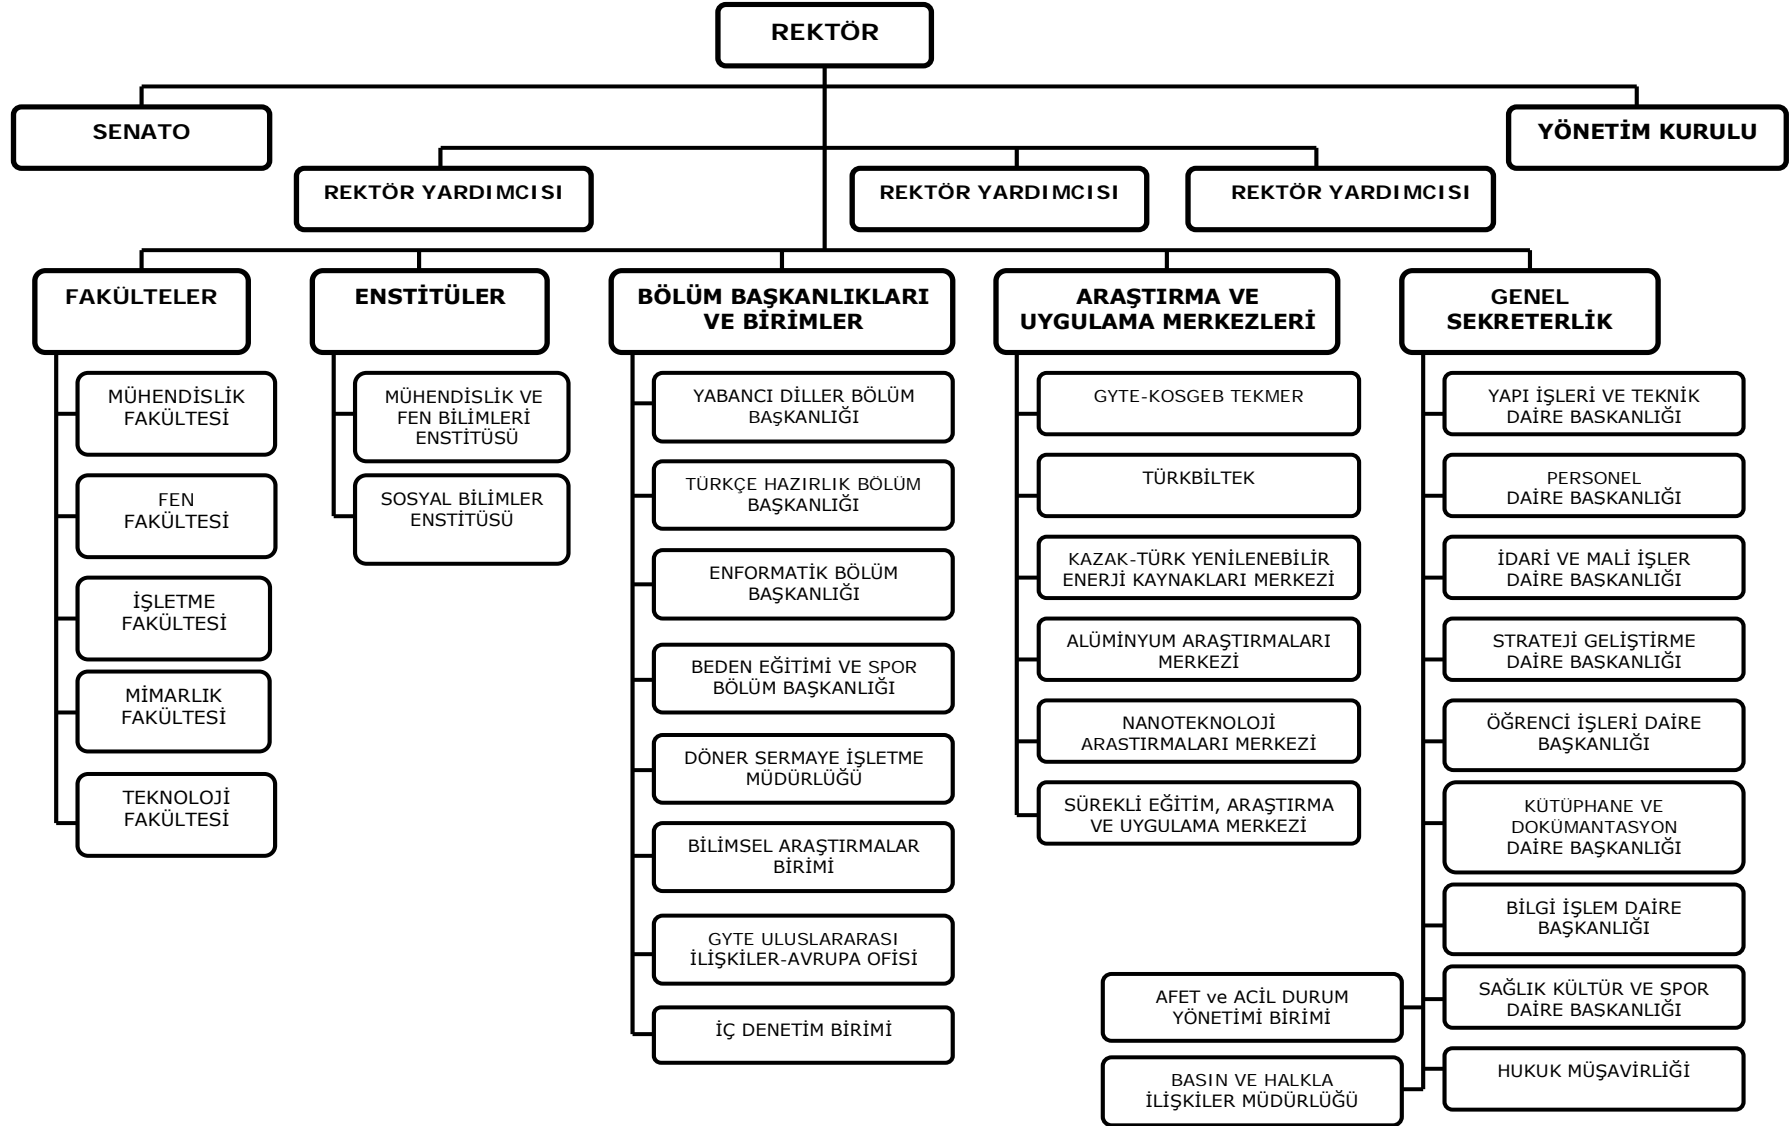 REKTÖR
SENATO
YÖNETİM KURULU
REKTÖR YARDIMCISI
REKTÖR YARDIMCISI
REKTÖR YARDIMCISI
FAKÜLTELER
MÜHENDİSLİK
FAKÜLTESİ
FEN
FAKÜLTESİ
İŞLETME
FAKÜLTESİ
MİMARLIK
FAKÜLTESİ
TEKNOLOJİ
FAKÜLTESİ
ENSTİTÜLER
MÜHENDİSLİK VE
FEN BİLİMLERİ
ENSTİTÜSÜ
SOSYAL BİLİMLER
ENSTİTÜSÜ
BÖLÜM BAŞKANLIKLARI
VE BİRİMLER
YABANCI DİLLER BÖLÜM
BAŞKANLIĞI
TÜRKÇE HAZIRLIK BÖLÜM
BAŞKANLIĞI
ENFORMATİK BÖLÜM
BAŞKANLIĞI
BEDEN EĞİTİMİ VE SPOR
BÖLÜM BAŞKANLIĞI
DÖNER SERMAYE İŞLETME
MÜDÜRLÜĞÜ
BİLİMSEL ARAŞTIRMALAR
BİRİMİ
GYTE ULUSLARARASI
İLİŞKİLER-AVRUPA OFİSİ
İÇ DENETİM BİRİMİ
ARAŞTIRMA VE
UYGULAMA MERKEZLERİ
GYTE-KOSGEB TEKMER
TÜRKBİLTEK
KAZAK-TÜRK YENİLENEBİLİR
ENERJİ KAYNAKLARI MERKEZİ
ALÜMİNYUM ARAŞTIRMALARI
MERKEZİ
NANOTEKNOLOJİ
ARASTIRMALARI MERKEZİ
SÜREKLİ EĞİTİM, ARAŞTIRMA
VE UYGULAMA MERKEZİ
GENEL
SEKRETERLİK
YAPI İŞLERİ VE TEKNİK
DAİRE BASKANLIĞI
PERSONEL
DAİRE BAŞKANLIĞI
İDARİ VE MALİ İŞLER
DAİRE BAŞKANLIĞI
STRATEJİ GELİŞTİRME
DAİRE BAŞKANLIĞI
ÖĞRENCİ İŞLERİ DAİRE
BAŞKANLIĞI
KÜTÜPHANE VE
DOKÜMANTASYON
DAİRE BAŞKANLIĞI
BİLGİ İŞLEM DAİRE
BAŞKANLIĞI
SAĞLIK KÜLTÜR VE SPOR
DAİRE BAŞKANLIĞI
HUKUK MÜŞAVİRLİĞİ
AFET ve ACİL DURUM
YÖNETİMİ BİRİMİ
BASIN VE HALKLA
İLİŞKİLER MÜDÜRLÜĞÜ